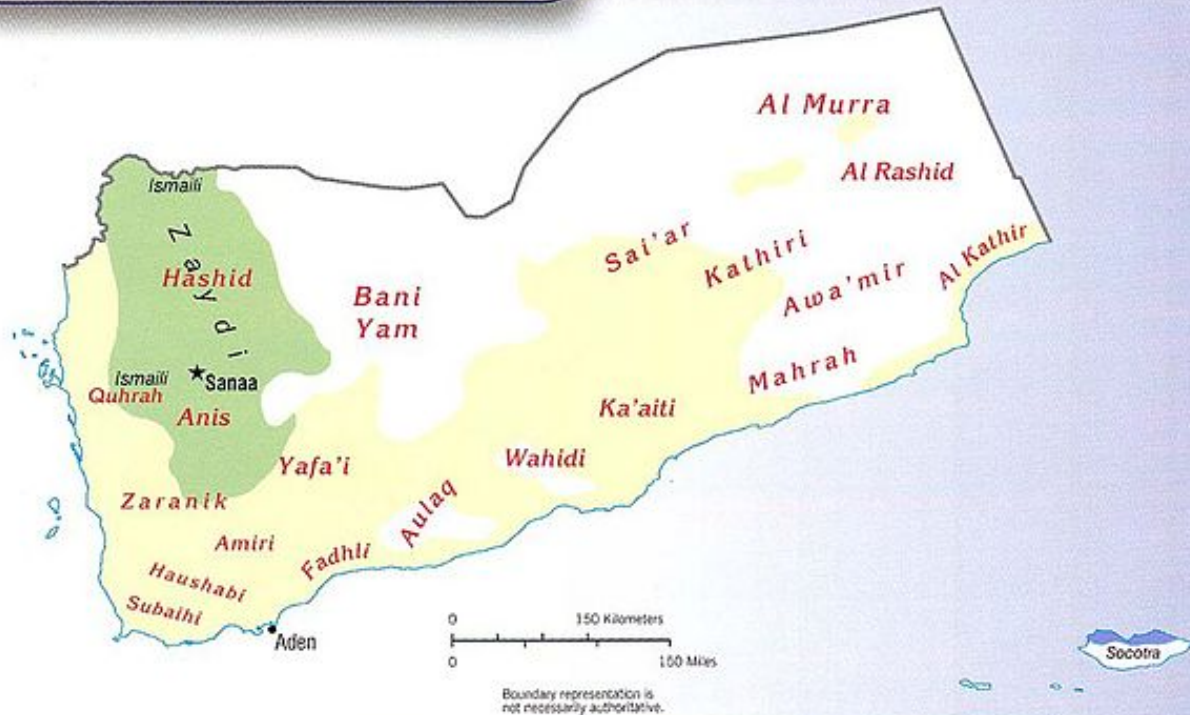 Al Murra
Al Rashid
Ismaili
Zaydi
Hashid
Sai'ar
Kathiri
Al Kathir
Awa'mir
Bani
Yam
Mahrah
Ismaili
Sanaa
Quhrah
Anis
Ka'aiti
Yafa'i
Wahidi
Zaranik
Aulaq
Amiri
Fadhli
Haushabi
Subaihi
Aden
0 150 Kilometers
0 150 Miles
Socotra
Boundary representation is
not necessarily authoritative.